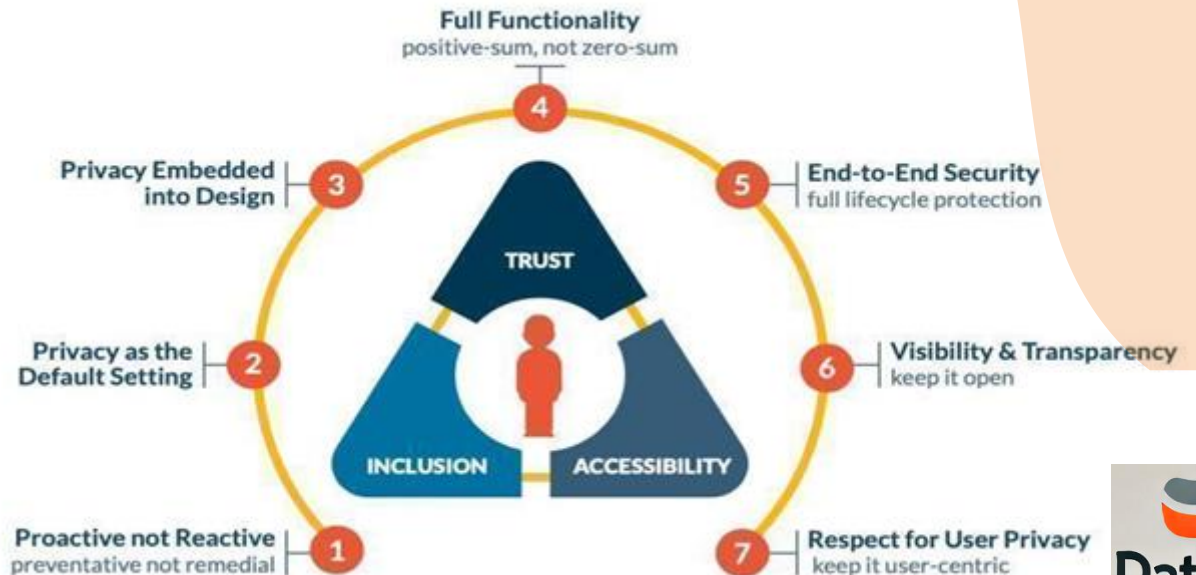 Full Functionality
positive-sum, not zero-sum
4
Privacy Embedded
into Design
3
5
End-to-End Security
full lifecycle protection
TRUST
Privacy as the
Default Setting
2
6
Visibility & Transparency
keep it open
INCLUSION
ACCESSIBILITY
Proactive not Reactive
preventative not remedial
1
7
Respect for User Privacy
keep it user-centric